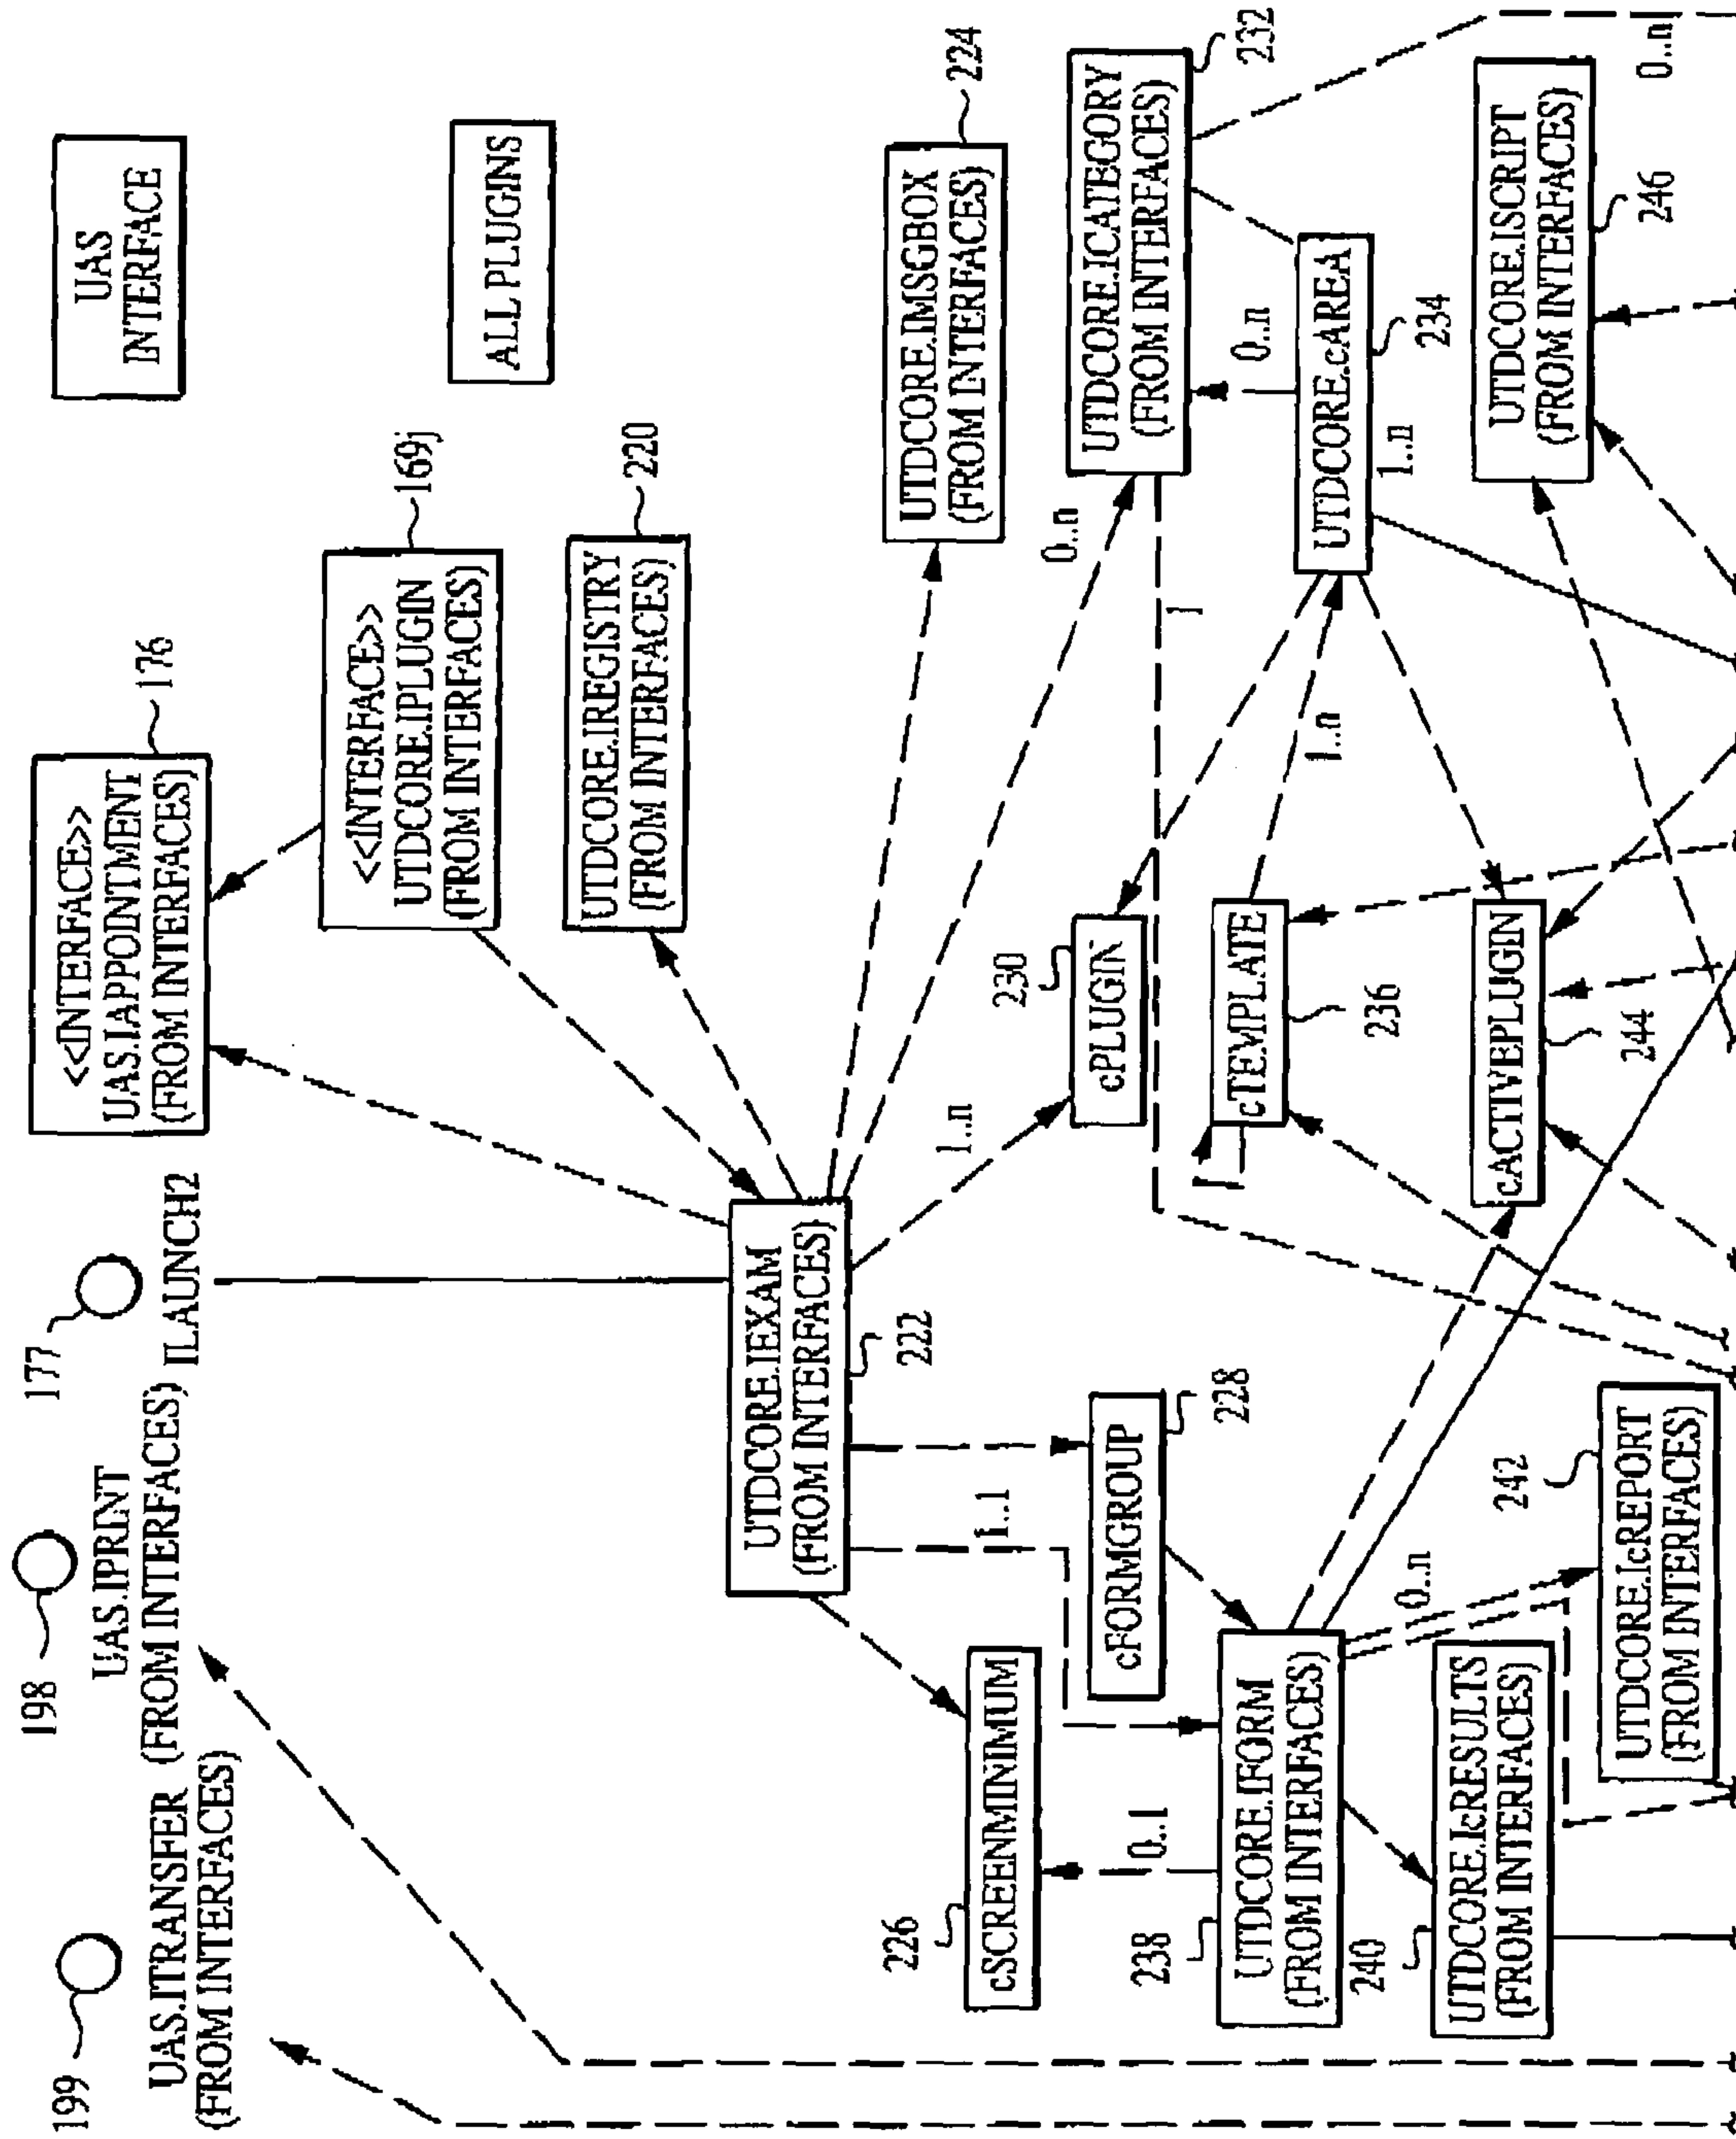 199
UAS.ITRANSFER
(FROM INTERFACES)
198
UAS.IPRINT
(FROM INTERFACES)
177
ILAUNCH2
<<INTERFACE>>
UAS.IAPPOINTMENT
(FROM INTERFACES)
176
UAS
INTERFACE
<<INTERFACE>>
UTDCORE.IPLUGIN
(FROM INTERFACES)
169j
ALL PLUGINS
UTDCORE.IREGISTRY
(FROM INTERFACES)
220
UTDCORE.IEXAM
(FROM INTERFACES)
222
UTDCORE.IMSGBOX
(FROM INTERFACES)
224
226
cSCREENMINIMUM
1..1
cFORMGROUP
228
1..n
230
cPLUGIN
0..n
UTDCORE.ICATEGORY
(FROM INTERFACES)
232
0..1
238
UTDCORE.IFORM
(FROM INTERFACES)
1
cTEMPLATE
236
1..n
1
0..n
UTDCORE.cAREA
234
1..n
240
UTDCORE.IcRESULTS
(FROM INTERFACES)
0..n
242
UTDCORE.IcREPORT
(FROM INTERFACES)
cACTIVEPLUGIN
244
UTDCORE.ISCRIPT
(FROM INTERFACES)
246
0..n